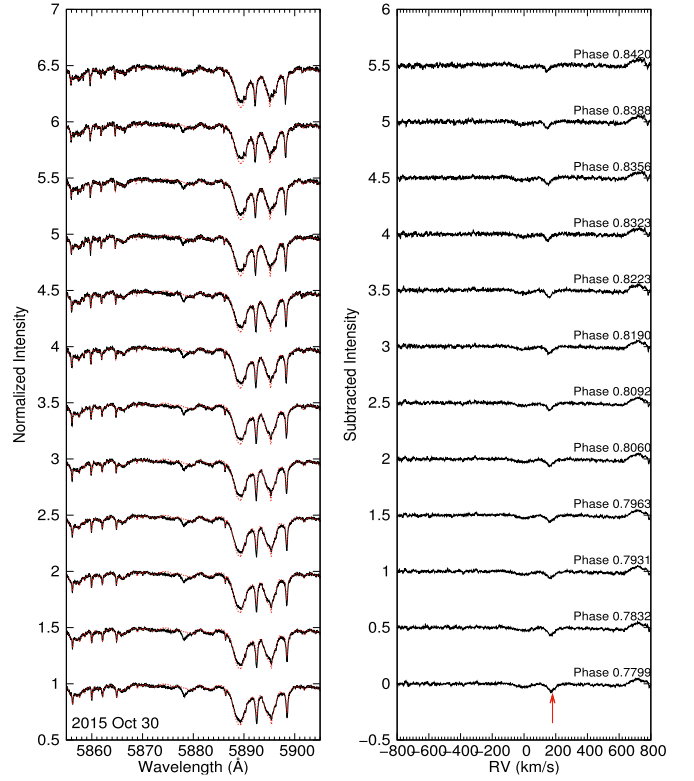 7
6.5
6
5.5
5
4.5
4
3.5
3
2.5
2
1.5
1
0.5
Normalized Intensity
2015 Oct 30
5860 5870 5880 5890 5900
Wavelength (Å)
6
5.5
5
4.5
4
3.5
3
2.5
2
1.5
1
0.5
0
−0.5
Subtracted Intensity
Phase 0.8420
Phase 0.8388
Phase 0.8356
Phase 0.8323
Phase 0.8223
Phase 0.8190
Phase 0.8092
Phase 0.8060
Phase 0.7963
Phase 0.7931
Phase 0.7832
Phase 0.7799
−800 −600 −400 −200 0 200 400 600 800
RV (km/s)